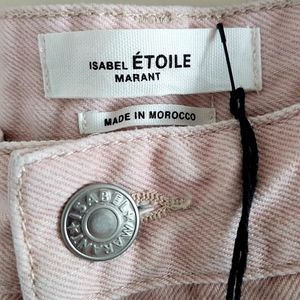 ISABEL ÉTOILE
MARANT
MADE IN MOROCCO
ISABEL
MARANT